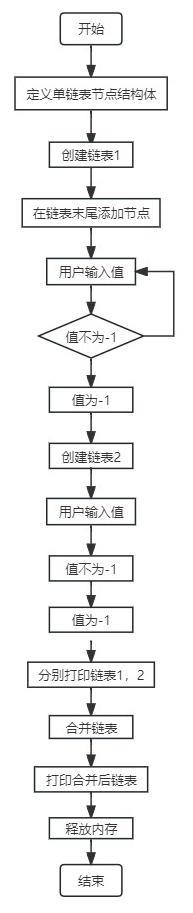 开始
定义单链表节点结构体
创建链表1
在链表末尾添加节点
用户输入值
值不为-1
值为-1
创建链表2
用户输入值
值不为-1
值为-1
分别打印链表1，2
合并链表
打印合并后链表
释放内存
结束